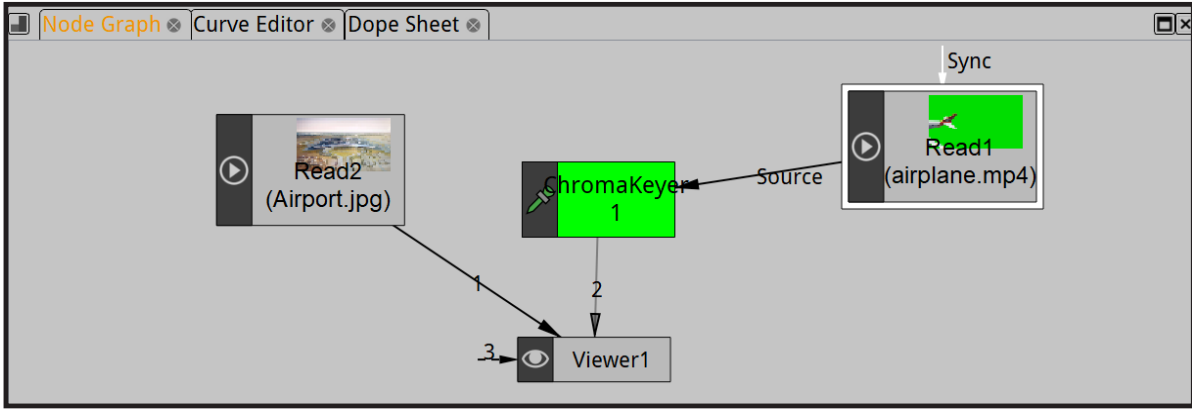 Node Graph Curve Editor Dope Sheet
Sync
Read2
(Airport.jpg)
Read1
(airplane.mp4)
Source
ChromaKeyer
1
1
2
3
Viewer1